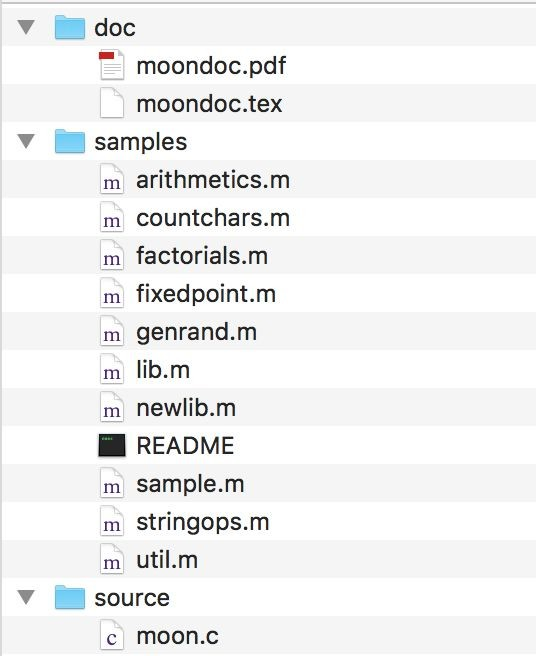 doc
moondoc.pdf
moondoc.tex
samples
m arithmetics.m
m countchars.m
m factorials.m
m fixedpoint.m
m genrand.m
m lib.m
m newlib.m
README
m sample.m
m stringops.m
m util.m
source
c moon.c